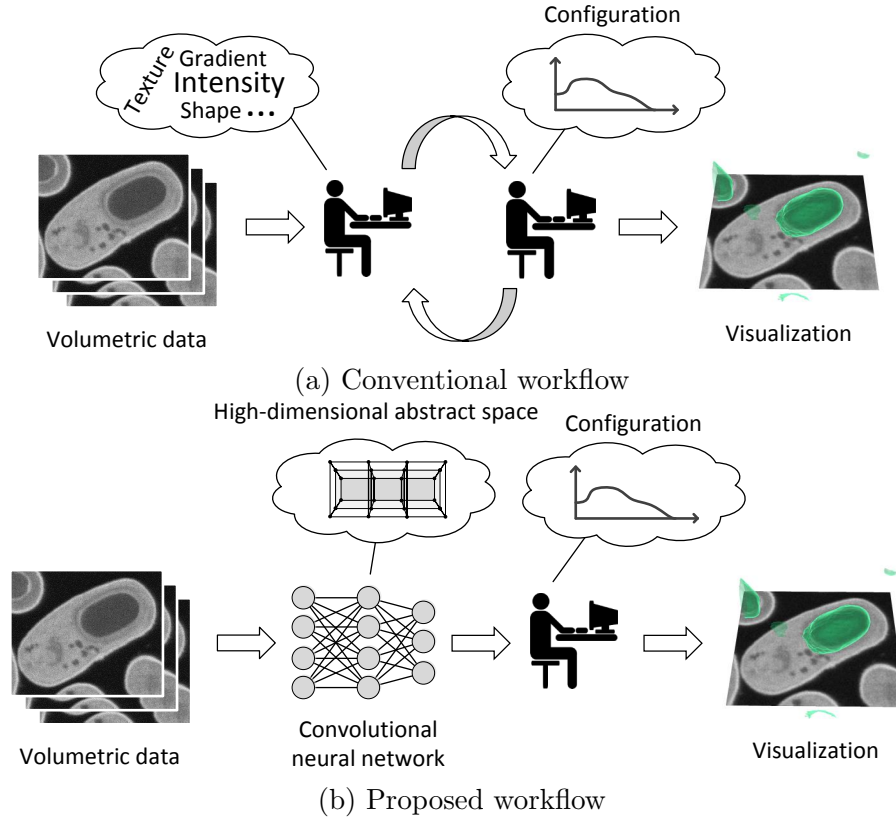 Configuration
Texture
Gradient
Intensity
Shape ...
Volumetric data
Visualization
(a) Conventional workflow
High-dimensional abstract space
Configuration
Convolutional
neural network
Volumetric data
Visualization
(b) Proposed workflow